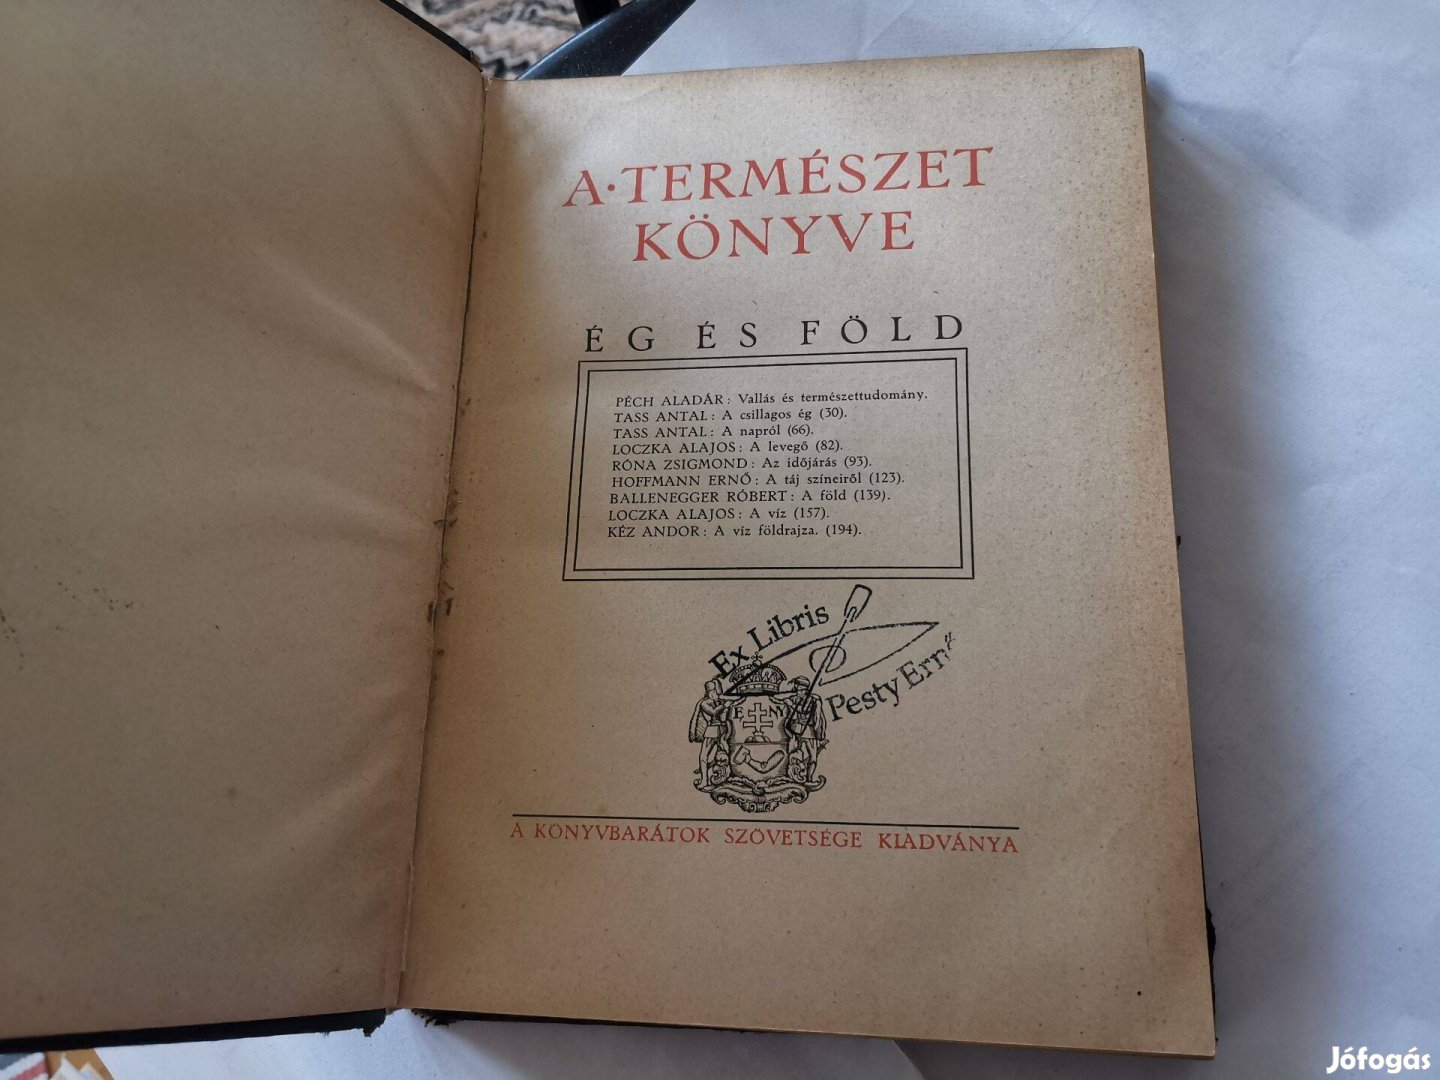 A·TERMÉSZET
KÖNYVE
ÉG ÉS FÖLD
PÉCH ALADÁR: Vallás és természettudomány.
TASS ANTAL: A csillagos ég (30).
TASS ANTAL: A napról (66).
LOCZKA ALAJOS: A levegő (82).
RÓNA ZSIGMOND: Az időjárás (93).
HOFFMANN ERNŐ: A táj színeiről (123).
BALLENEGGER RÓBERT: A föld (139).
LOCZKA ALAJOS: A víz (157).
KÉZ ANDOR: A víz földrajza. (194).
Ex Libris
Pesty Ernő
E NY
A KÖNYVBARÁTOK SZÖVETSÉGE KIADVÁNYA
Jófogás